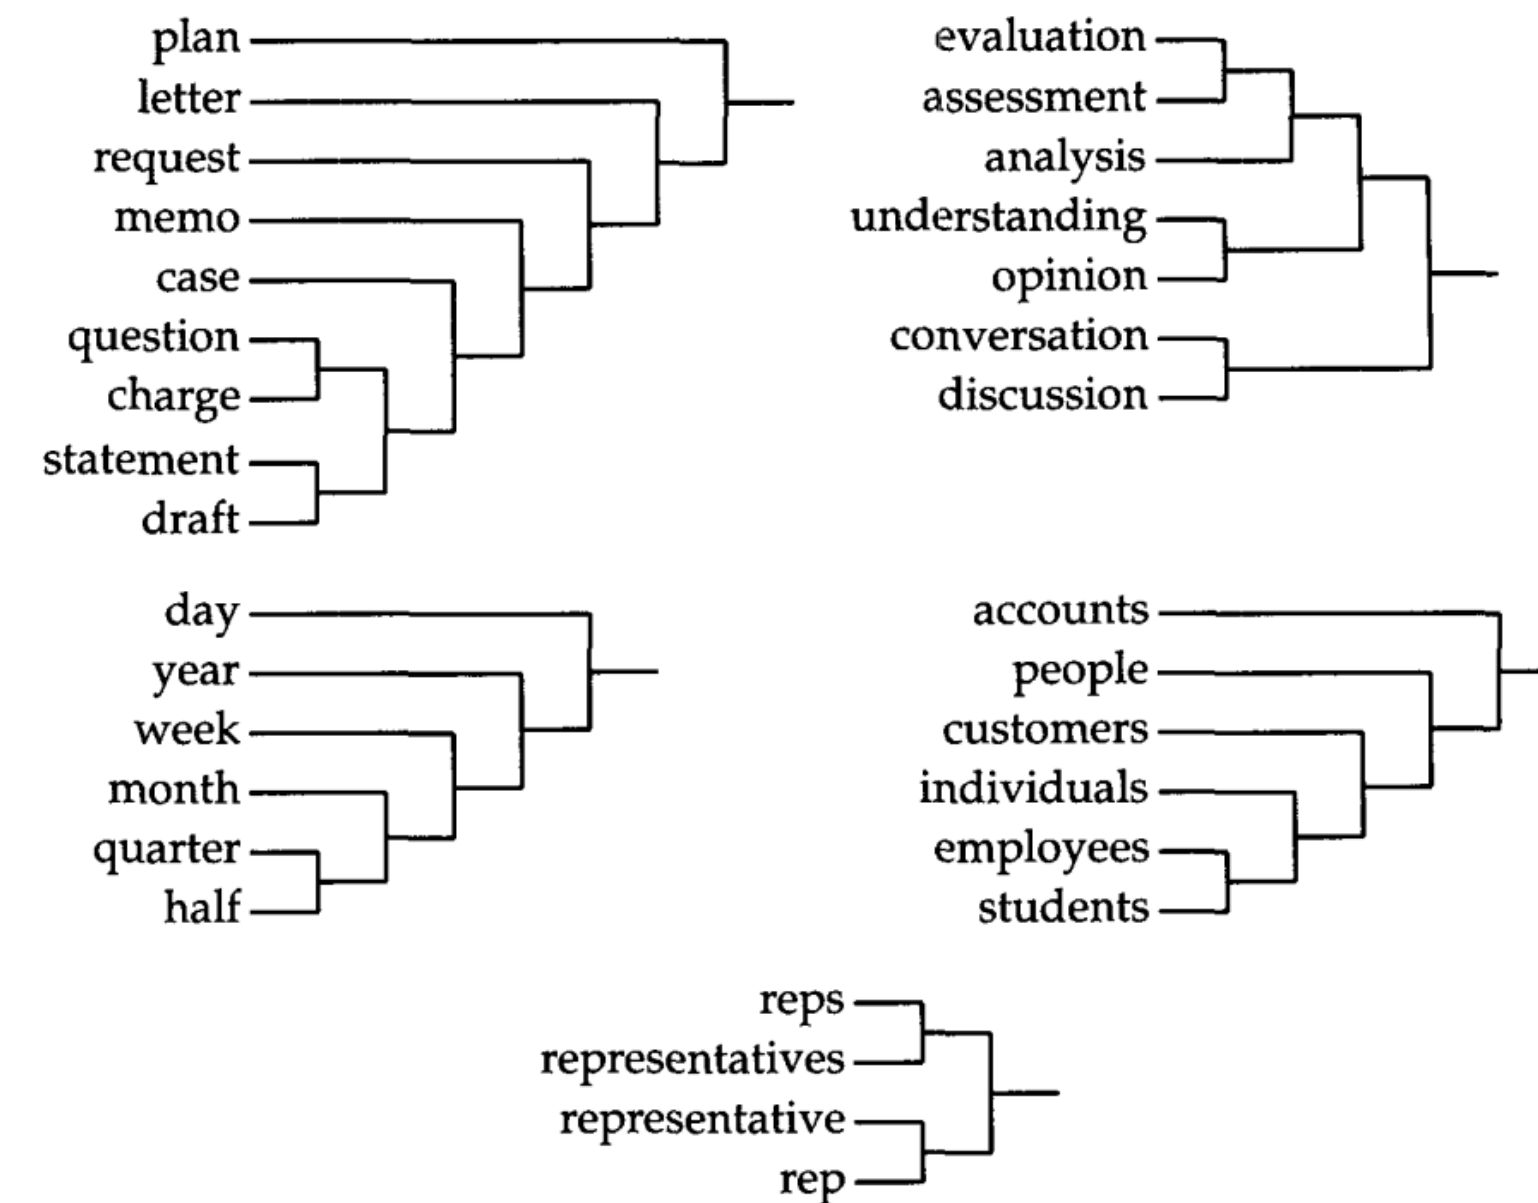 plan
letter
request
memo
case
question
charge
statement
draft
evaluation
assessment
analysis
understanding
opinion
conversation
discussion
day
year
week
month
quarter
half
accounts
people
customers
individuals
employees
students
reps
representatives
representative
rep